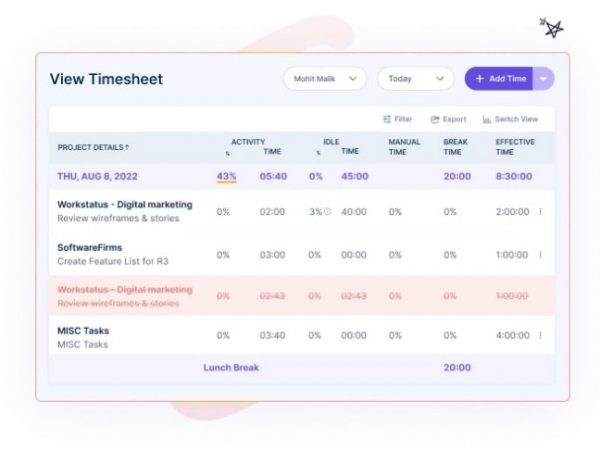 View Timesheet
Mohit Malik
Today
+ Add Time
Filter Export Switch View
PROJECT DETAILS ↑
ACTIVITY
% TIME
IDLE
% TIME
MANUAL
TIME
BREAK
TIME
EFFECTIVE
TIME
THU, AUG 8, 2022 43% 05:40 0% 45:00 20:00 8:30:00
Workstatus - Digital marketing
Review wireframes & stories
0% 02:00 3% 40:00 0% 0% 2:00:00
SoftwareFirms
Create Feature List for R3
0% 03:00 0% 00:00 0% 0% 1:00:00
Workstatus - Digital marketing
Review wireframes & stories
0% 02:43 0% 02:43 0% 0% 1:00:00
MISC Tasks
MISC Tasks
0% 03:40 0% 00:00 0% 0% 4:00:00
Lunch Break 20:00